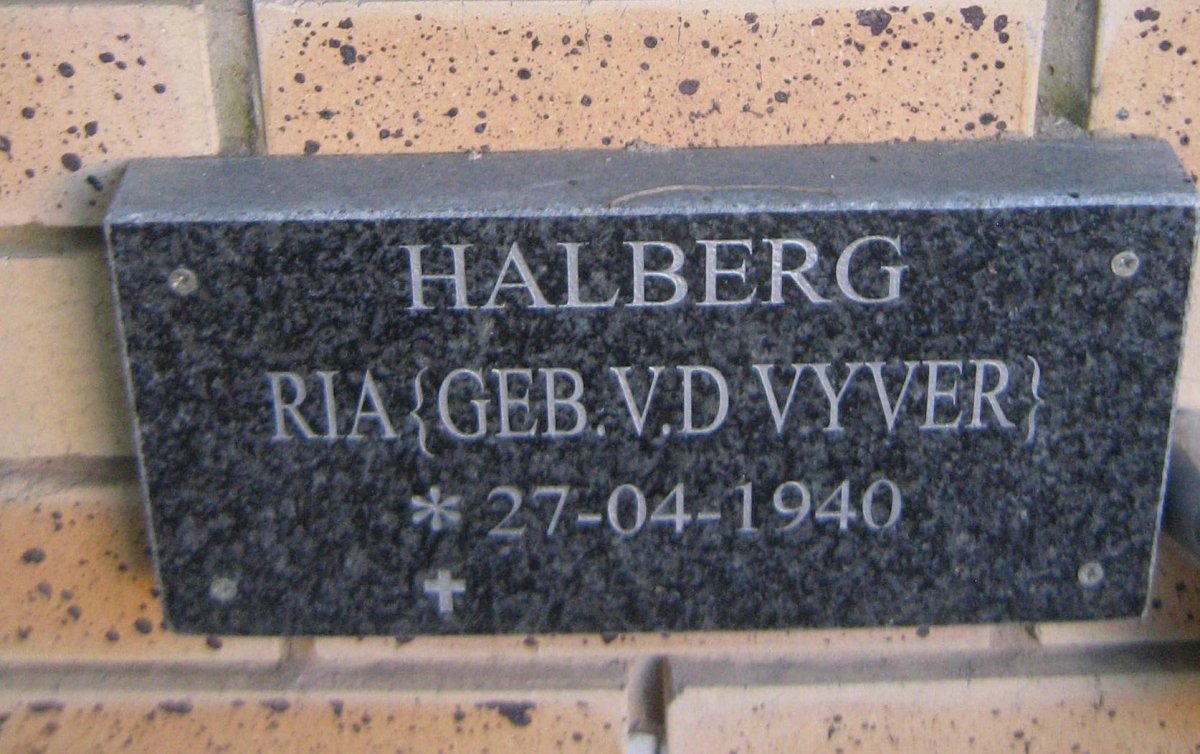 HALBERG
RIA {GEB.V.D VYVER}
* 27-04-1940
✝